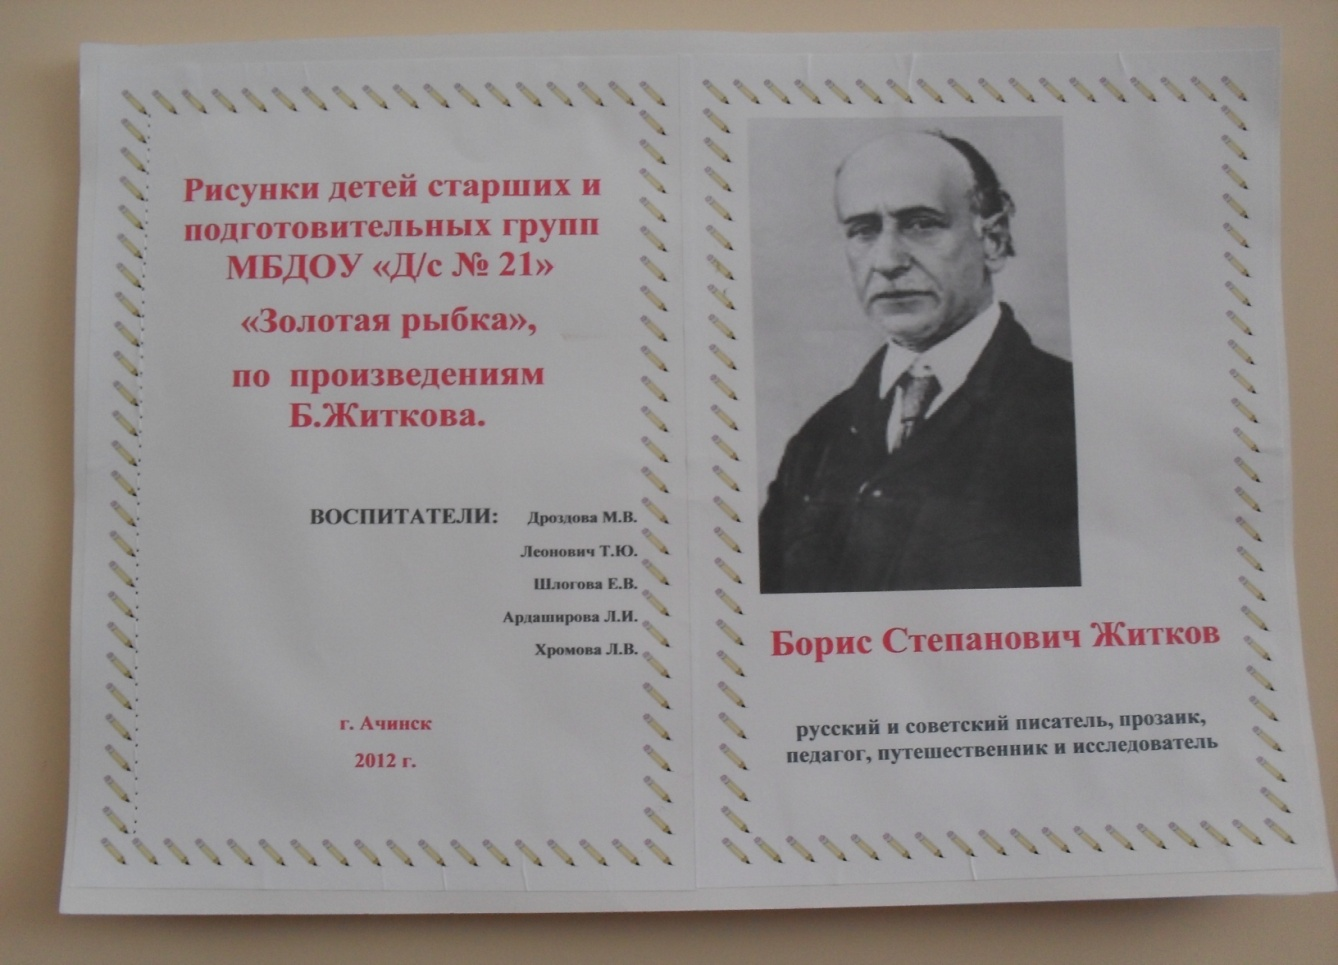 Рисунки детей старших и
подготовительных групп
МБДОУ «Д/с № 21»
«Золотая рыбка»,
по произведениям
Б.Житкова.
ВОСПИТАТЕЛИ: Дроздова М.В.
Леонович Т.Ю.
Шлогова Е.В.
Ардаширова Л.И.
Хромова Л.В.
г. Ачинск
2012 г.
Борис Степанович Житков
русский и советский писатель, прозаик,
педагог, путешественник и исследователь